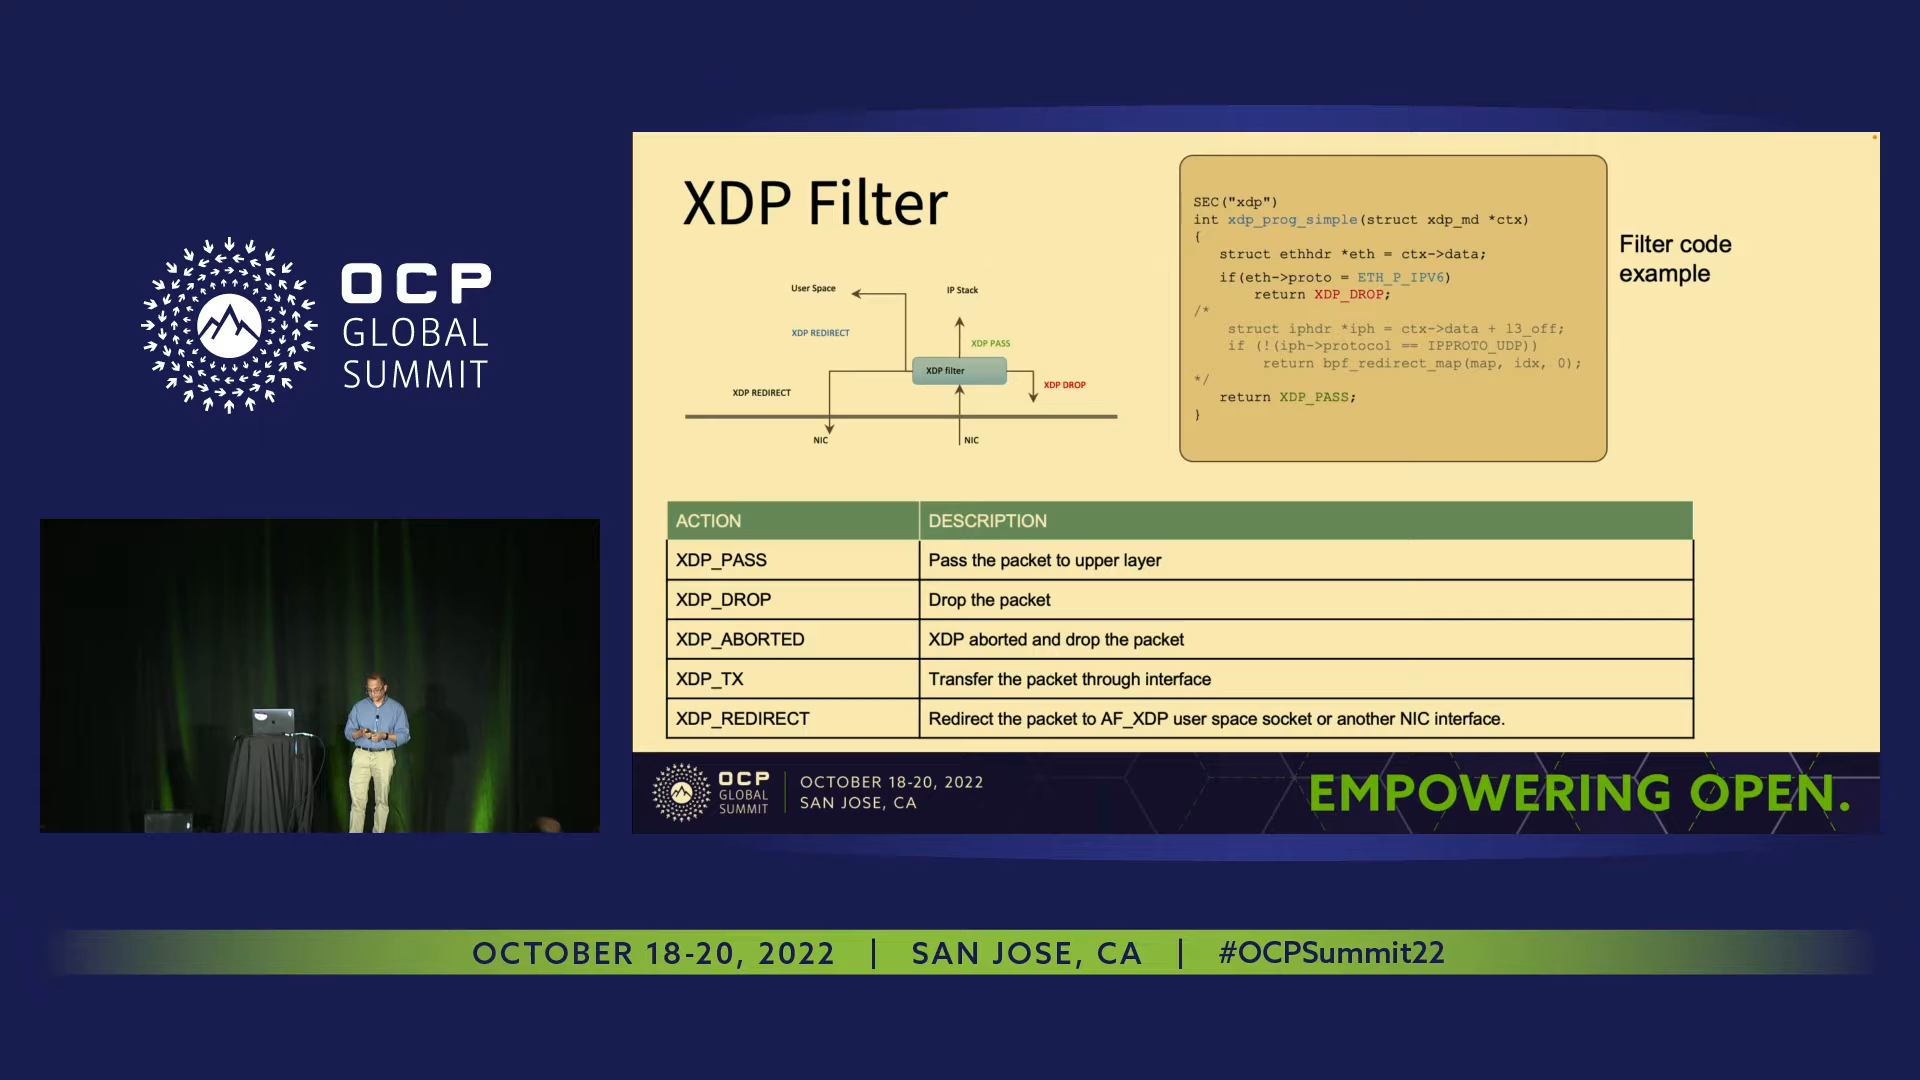 OCP
GLOBAL
SUMMIT
XDP Filter
User Space
IP Stack
XDP REDIRECT
XDP PASS
XDP filter
XDP REDIRECT
XDP DROP
NIC
NIC
SEC("xdp")
int xdp_prog_simple(struct xdp_md *ctx)
{
struct ethhdr *eth = ctx->data;
if(eth->proto = ETH_P_IPV6)
return XDP_DROP;
/*
struct iphdr *iph = ctx->data + l3_off;
if (!(iph->protocol == IPPROTO_UDP))
return bpf_redirect_map(map, idx, 0);
*/
return XDP_PASS;
}
Filter code
example
ACTION DESCRIPTION
XDP_PASS Pass the packet to upper layer
XDP_DROP Drop the packet
XDP_ABORTED XDP aborted and drop the packet
XDP_TX Transfer the packet through interface
XDP_REDIRECT Redirect the packet to AF_XDP user space socket or another NIC interface.
OCP
GLOBAL
SUMMIT
OCTOBER 18-20, 2022
SAN JOSE, CA
EMPOWERING OPEN.
OCTOBER 18-20, 2022 | SAN JOSE, CA | #OCPSummit22